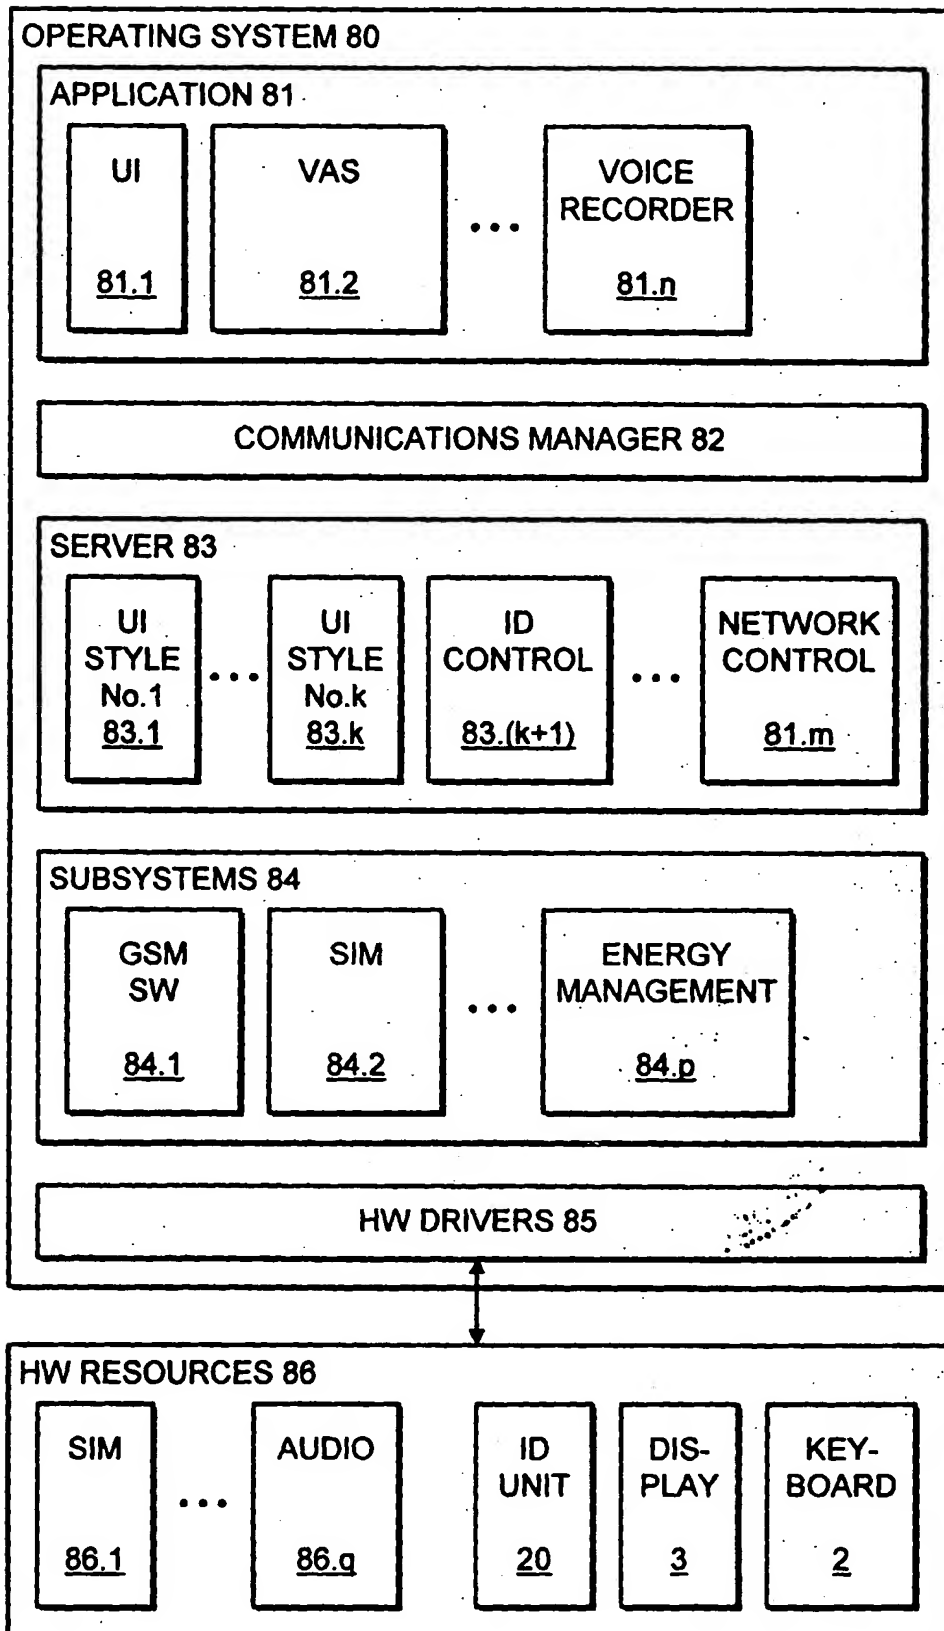 OPERATING SYSTEM 80
APPLICATION 81
UI
81.1
VAS
81.2
...
VOICE
RECORDER
81.n
COMMUNICATIONS MANAGER 82
SERVER 83
UI
STYLE
No.1
83.1
...
UI
STYLE
No.k
83.k
ID
CONTROL
83.(k+1)
...
NETWORK
CONTROL
81.m
SUBSYSTEMS 84
GSM
SW
84.1
SIM
84.2
...
ENERGY
MANAGEMENT
84.p
HW DRIVERS 85
HW RESOURCES 86
SIM
86.1
...
AUDIO
86.q
ID
UNIT
20
DIS-
PLAY
3
KEY-
BOARD
2